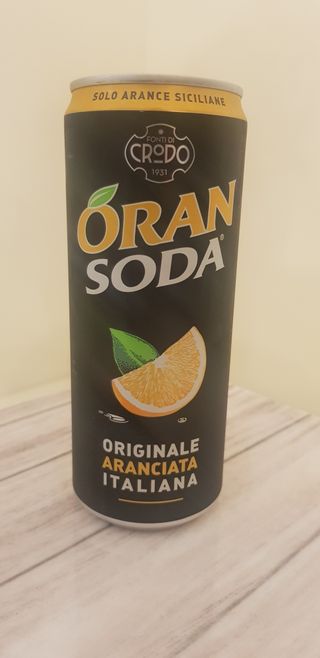 SOLO ARANCE SICILIANE
FONTI DI
CRODO
1931
ORAN
SODA®
ORIGINALE
ARANCIATA
ITALIANA